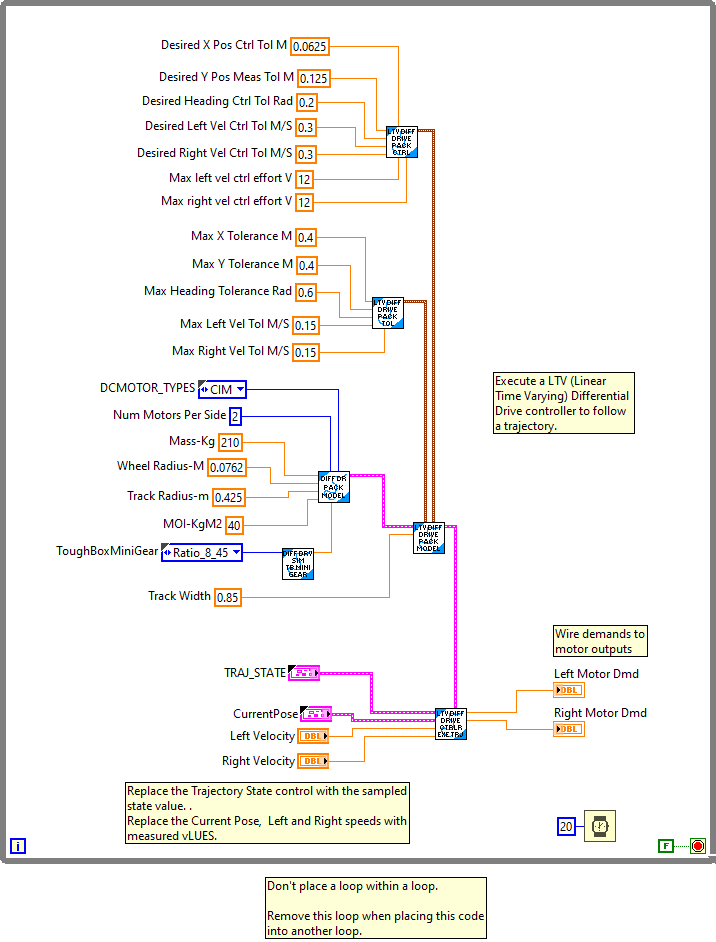 Desired X Pos Ctrl Tol M 0.0625
Desired Y Pos Meas Tol M 0.125
Desired Heading Ctrl Tol Rad 0.2
Desired Left Vel Ctrl Tol M/S 0.3
Desired Right Vel Ctrl Tol M/S 0.3
Max left vel ctrl effort V 12
Max right vel ctrl effort V 12
LTV DIFF
DRIVE
PACK
CTRL
Max X Tolerance M 0.4
Max Y Tolerance M 0.4
Max Heading Tolerance Rad 0.6
Max Left Vel Tol M/S 0.15
Max Right Vel Tol M/S 0.15
LTV DIFF
DRIVE
PACK
TOL
Execute a LTV (Linear
Time Varying) Differential
Drive controller to follow
a trajectory.
DCMOTOR_TYPES CIM
Num Motors Per Side 2
Mass-Kg 210
Wheel Radius-M 0.0762
Track Radius-m 0.425
MOI-KgM2 40
ToughBoxMiniGear Ratio_8_45
Track Width 0.85
DIFF DR
PACK
MODEL
DIFF DRV
SIM
TB.MINI
GEAR
LTV DIFF
DRIVE
PACK
MODEL
TRAJ_STATE
CurrentPose
Left Velocity DBL
Right Velocity DBL
LTV DIFF
DRIVE
CTRLR
EXE.TRJ
Wire demands to
motor outputs
Left Motor Dmd
DBL
Right Motor Dmd
DBL
Replace the Trajectory State control with the sampled
state value. .
Replace the Current Pose,  Left and Right speeds with
measured vLUES.
20
i
F
Don't place a loop within a loop.
Remove this loop when placing this code
into another loop.